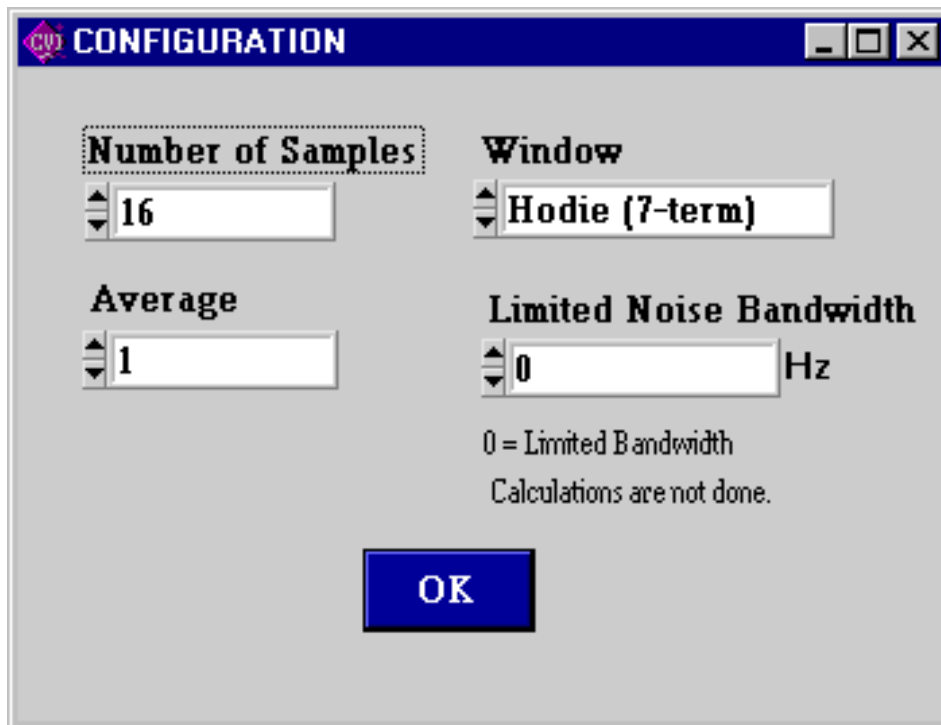 CVI CONFIGURATION
Number of Samples
16
Window
Hodie (7-term)
Average
1
Limited Noise Bandwidth
0 Hz
0 = Limited Bandwidth
Calculations are not done.
OK